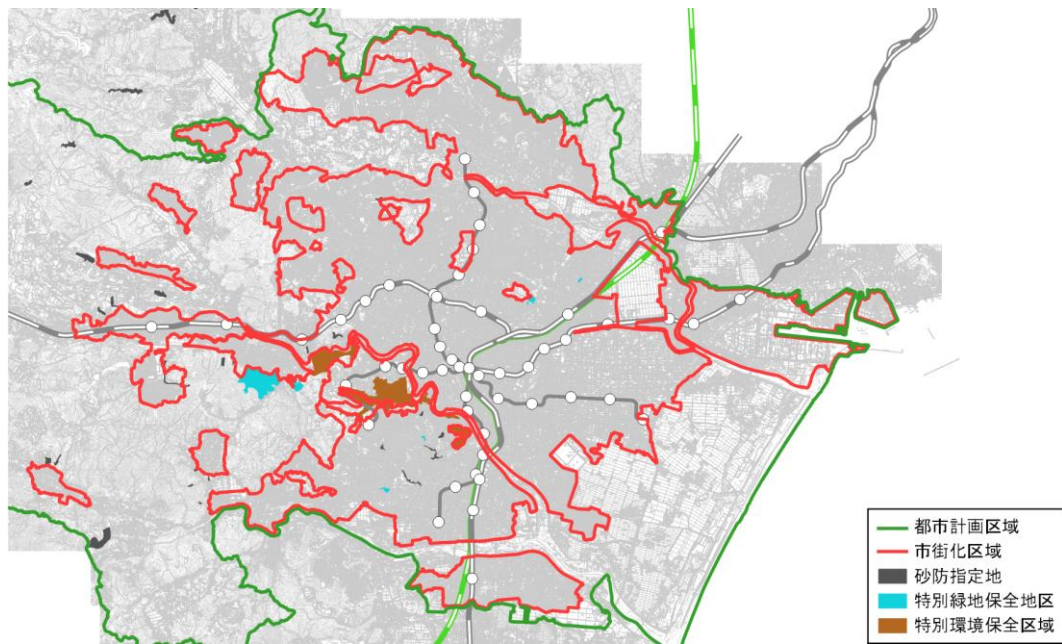 都市計画区域
市街化区域
砂防指定地
特別緑地保全地区
特別環境保全区域